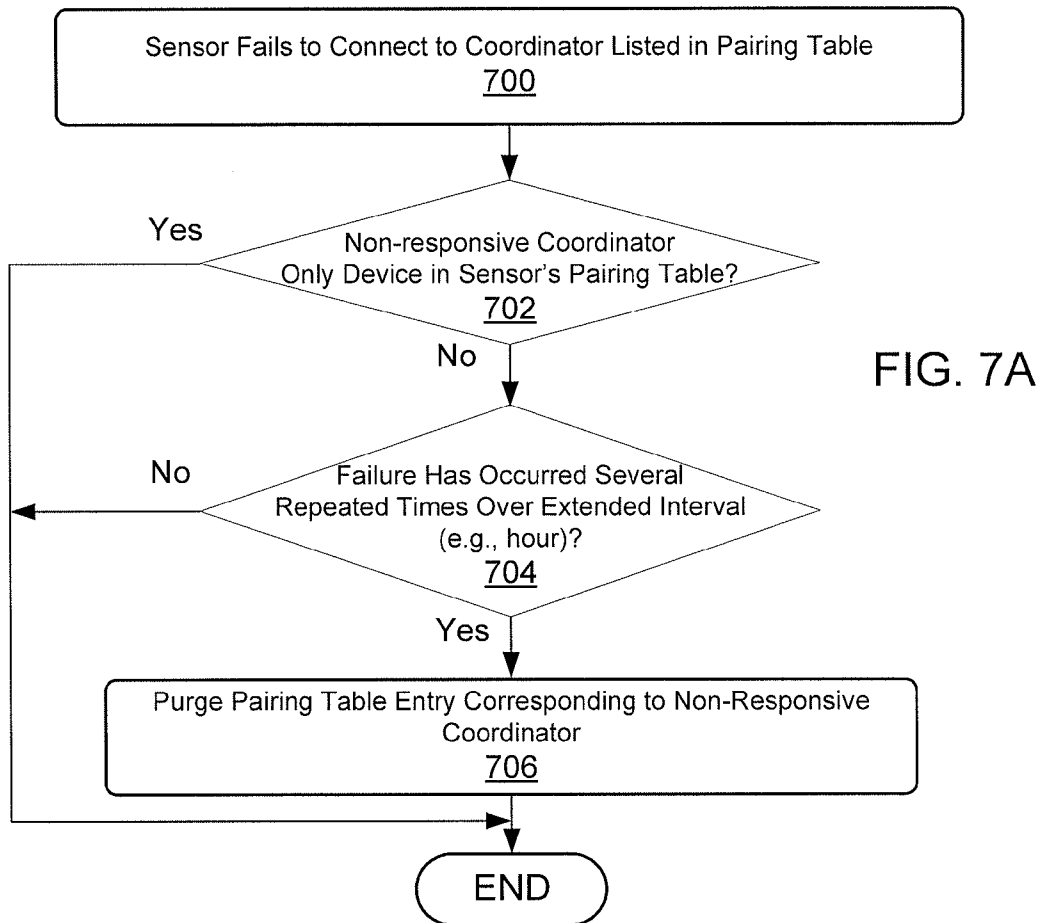 Sensor Fails to Connect to Coordinator Listed in Pairing Table
700
Yes
Non-responsive Coordinator
Only Device in Sensor's Pairing Table?
702
No
FIG. 7A
No
Failure Has Occurred Several
Repeated Times Over Extended Interval
(e.g., hour)?
704
Yes
Purge Pairing Table Entry Corresponding to Non-Responsive
Coordinator
706
END